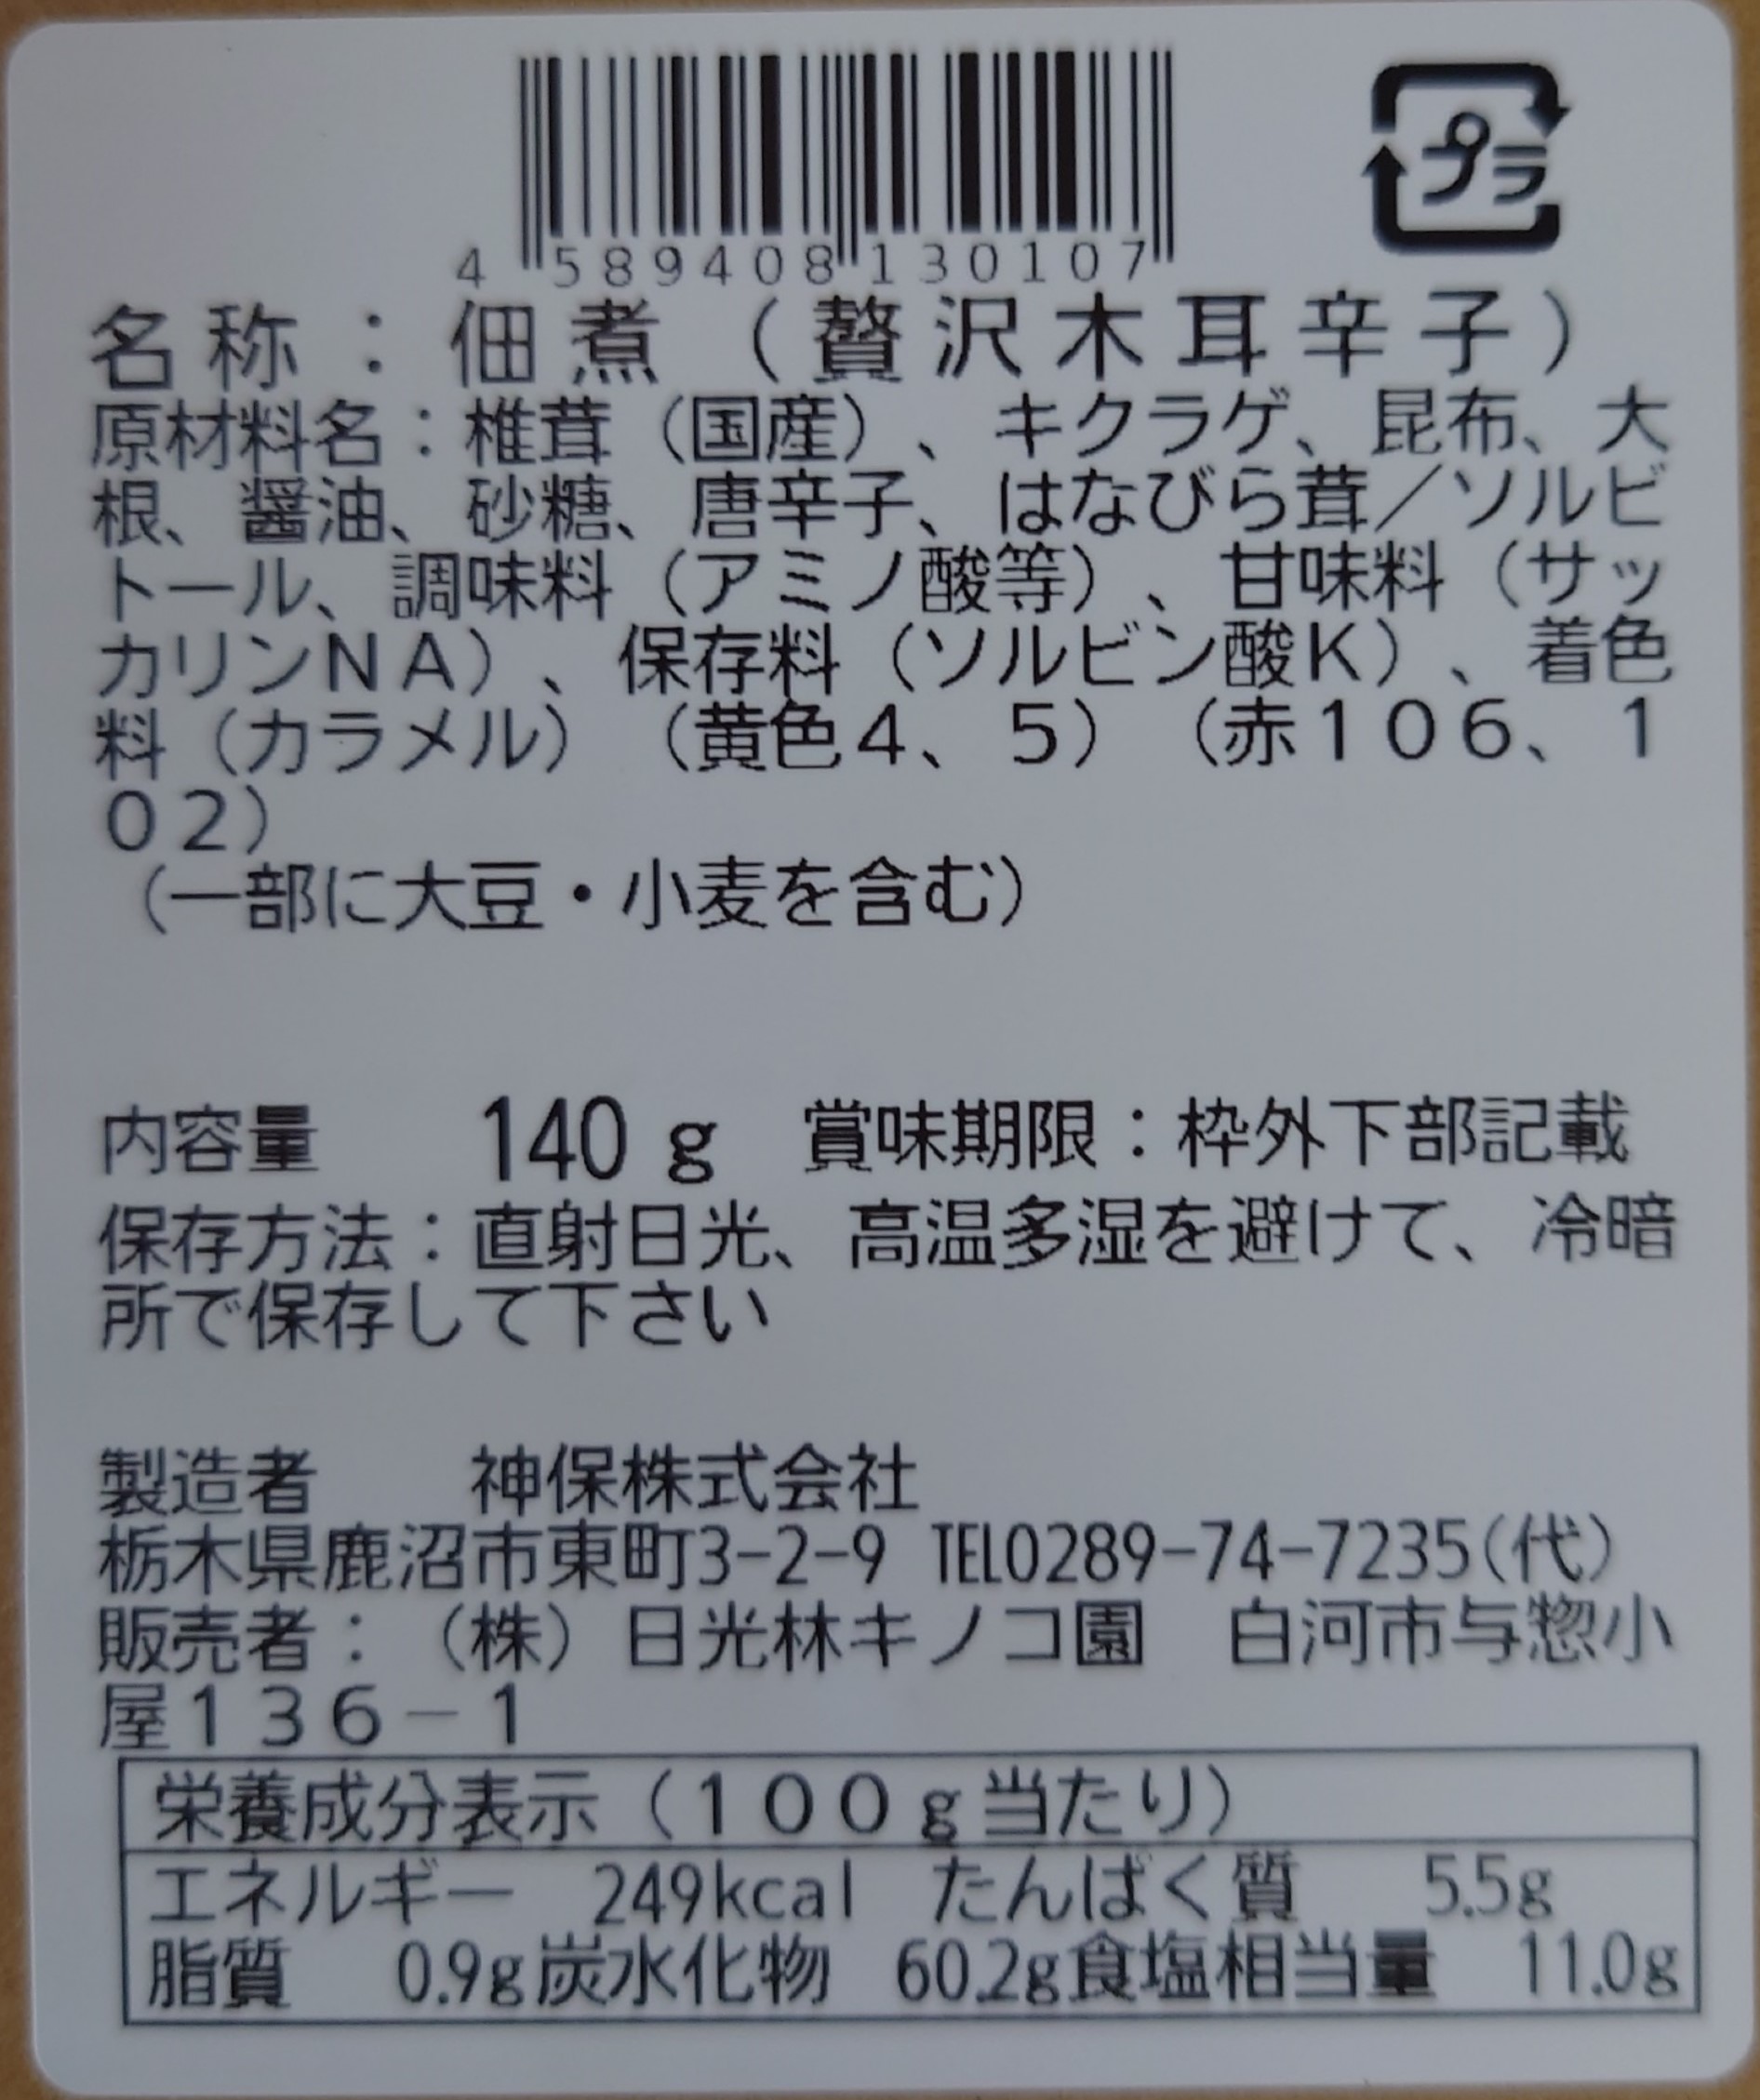 プラ
4 589408 130107
名称：佃煮（贅沢木耳辛子）
原材料名：椎茸（国産）、キクラゲ、昆布、大
根、醤油、砂糖、唐辛子、はなびら茸／ソルビ
トール、調味料（アミノ酸等）、甘味料（サッ
カリンＮＡ）、保存料（ソルビン酸Ｋ）、着色
料（カラメル）（黄色４、５）（赤１０６、１
０２）
（一部に大豆・小麦を含む）
内容量 140ｇ 賞味期限：枠外下部記載
保存方法：直射日光、高温多湿を避けて、冷暗
所で保存して下さい
製造者 神保株式会社
栃木県鹿沼市東町3-2-9 TEL0289-74-7235(代)
販売者：（株）日光林キノコ園 白河市与惣小
屋１３６－１
栄養成分表示（１００ｇ当たり）
エネルギー 249kcal たんぱく質 5.5g
脂質 0.9g炭水化物 60.2g食塩相当量 11.0g